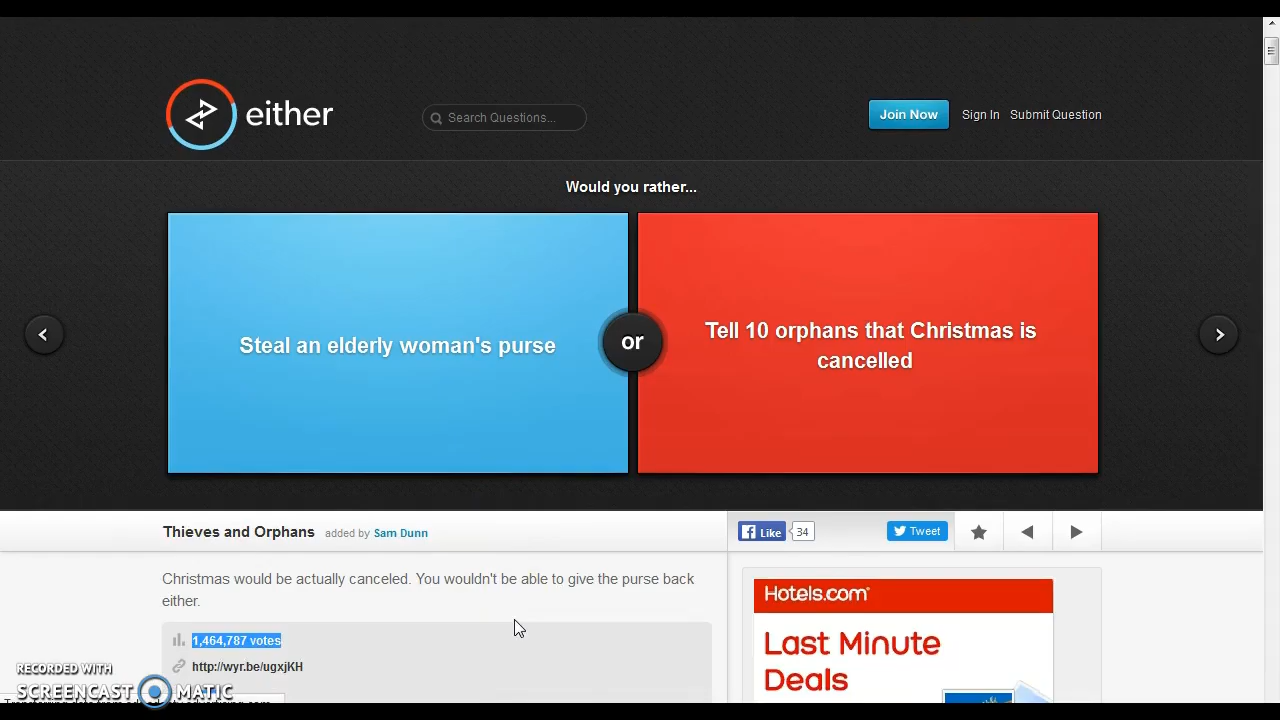 either
Search Questions...
Join Now
Sign In
Submit Question
Would you rather...
Steal an elderly woman's purse
or
Tell 10 orphans that Christmas is
cancelled
Thieves and Orphans
added by Sam Dunn
Like
34
Tweet
Christmas would be actually canceled. You wouldn't be able to give the purse back
either.
1,464,787 votes
http://wyr.be/ugxjKH
Hotels.com
Last Minute
Deals
RECORDED WITH
SCREENCAST MATIC